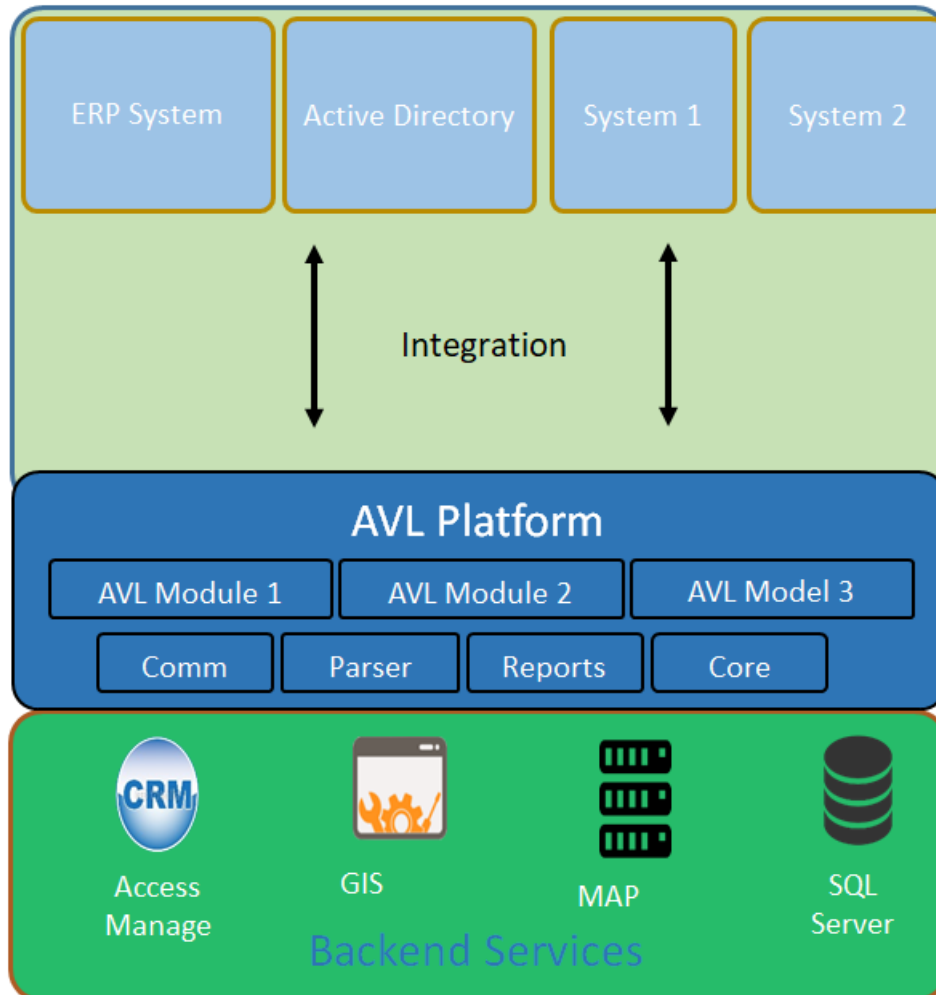 ERP System
Active Directory
System 1
System 2
Integration
AVL Platform
AVL Module 1
AVL Module 2
AVL Model 3
Comm
Parser
Reports
Core
CRM
Access
Manage
GIS
MAP
SQL
Server
Backend Services